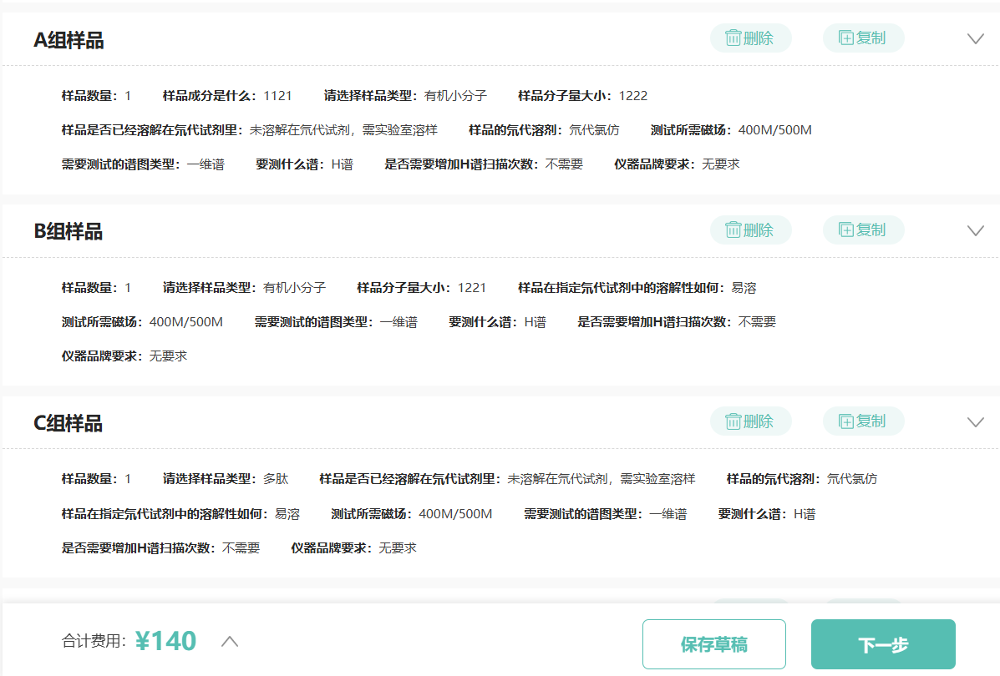 A组样品 删除 复制
样品数量：1 样品成分是什么：1121 请选择样品类型：有机小分子 样品分子量大小：1222
样品是否已经溶解在氘代试剂里：未溶解在氘代试剂，需实验室溶样 样品的氘代溶剂：氘代氯仿 测试所需磁场：400M/500M
需要测试的谱图类型：一维谱 要测什么谱：H谱 是否需要增加H谱扫描次数：不需要 仪器品牌要求：无要求
B组样品 删除 复制
样品数量：1 请选择样品类型：有机小分子 样品分子量大小：1221 样品在指定氘代试剂中的溶解性如何：易溶
测试所需磁场：400M/500M 需要测试的谱图类型：一维谱 要测什么谱：H谱 是否需要增加H谱扫描次数：不需要
仪器品牌要求：无要求
C组样品 删除 复制
样品数量：1 请选择样品类型：多肽 样品是否已经溶解在氘代试剂里：未溶解在氘代试剂，需实验室溶样 样品的氘代溶剂：氘代氯仿
样品在指定氘代试剂中的溶解性如何：易溶 测试所需磁场：400M/500M 需要测试的谱图类型：一维谱 要测什么谱：H谱
是否需要增加H谱扫描次数：不需要 仪器品牌要求：无要求
合计费用：¥140 保存草稿 下一步